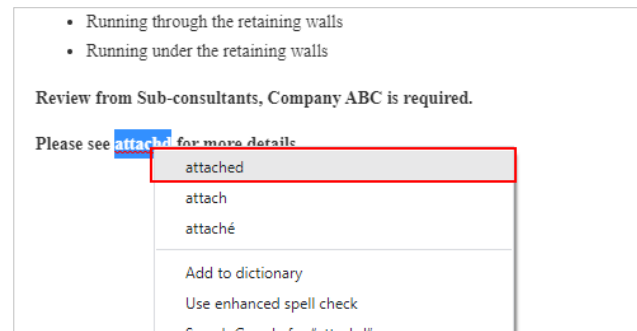 • Running through the retaining walls
• Running under the retaining walls
Review from Sub-consultants, Company ABC is required.
Please see attachd for more details
attached
attach
attaché
Add to dictionary
Use enhanced spell check